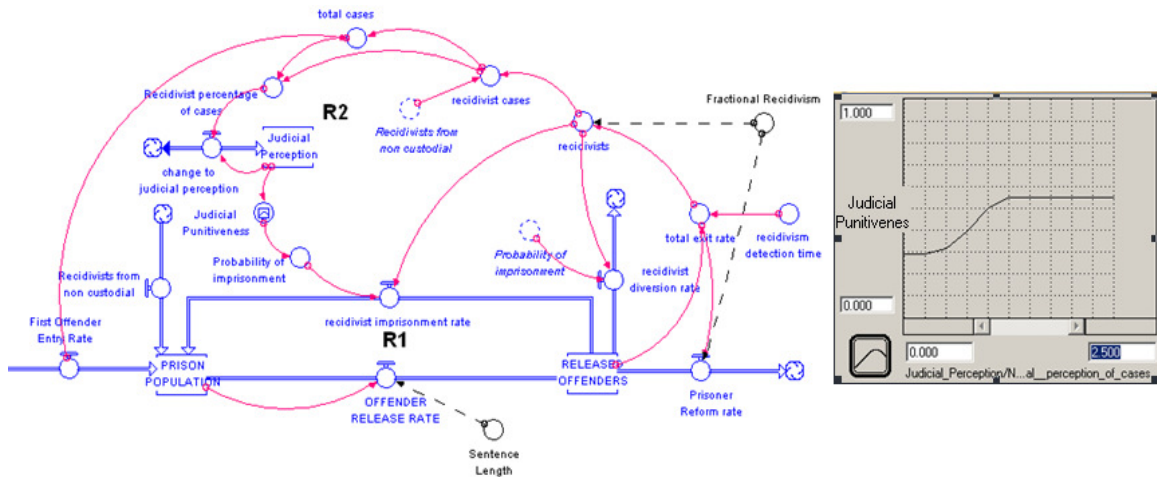 total cases
Recidivist percentage
of cases
R2
recidivist cases
Recidivists from
non custodial
Fractional Recidivism
Judicial
Perception
recidivists
change to
judicial perception
Judicial
Punitiveness
Probability of
imprisonment
Probability of
imprisonment
total exit rate
recidivism
detection time
Recidivists from
non custodial
recidivist
diversion rate
First Offender
Entry Rate
recidivist imprisonment rate
R1
PRISON
POPULATION
RELEASED
OFFENDERS
OFFENDER
RELEASE RATE
Prisoner
Reform rate
Sentence
Length
1.000
Judicial
Punitivenes
0.000
0.000
2.500
Judicial_Perception/N...al__perception_of_cases